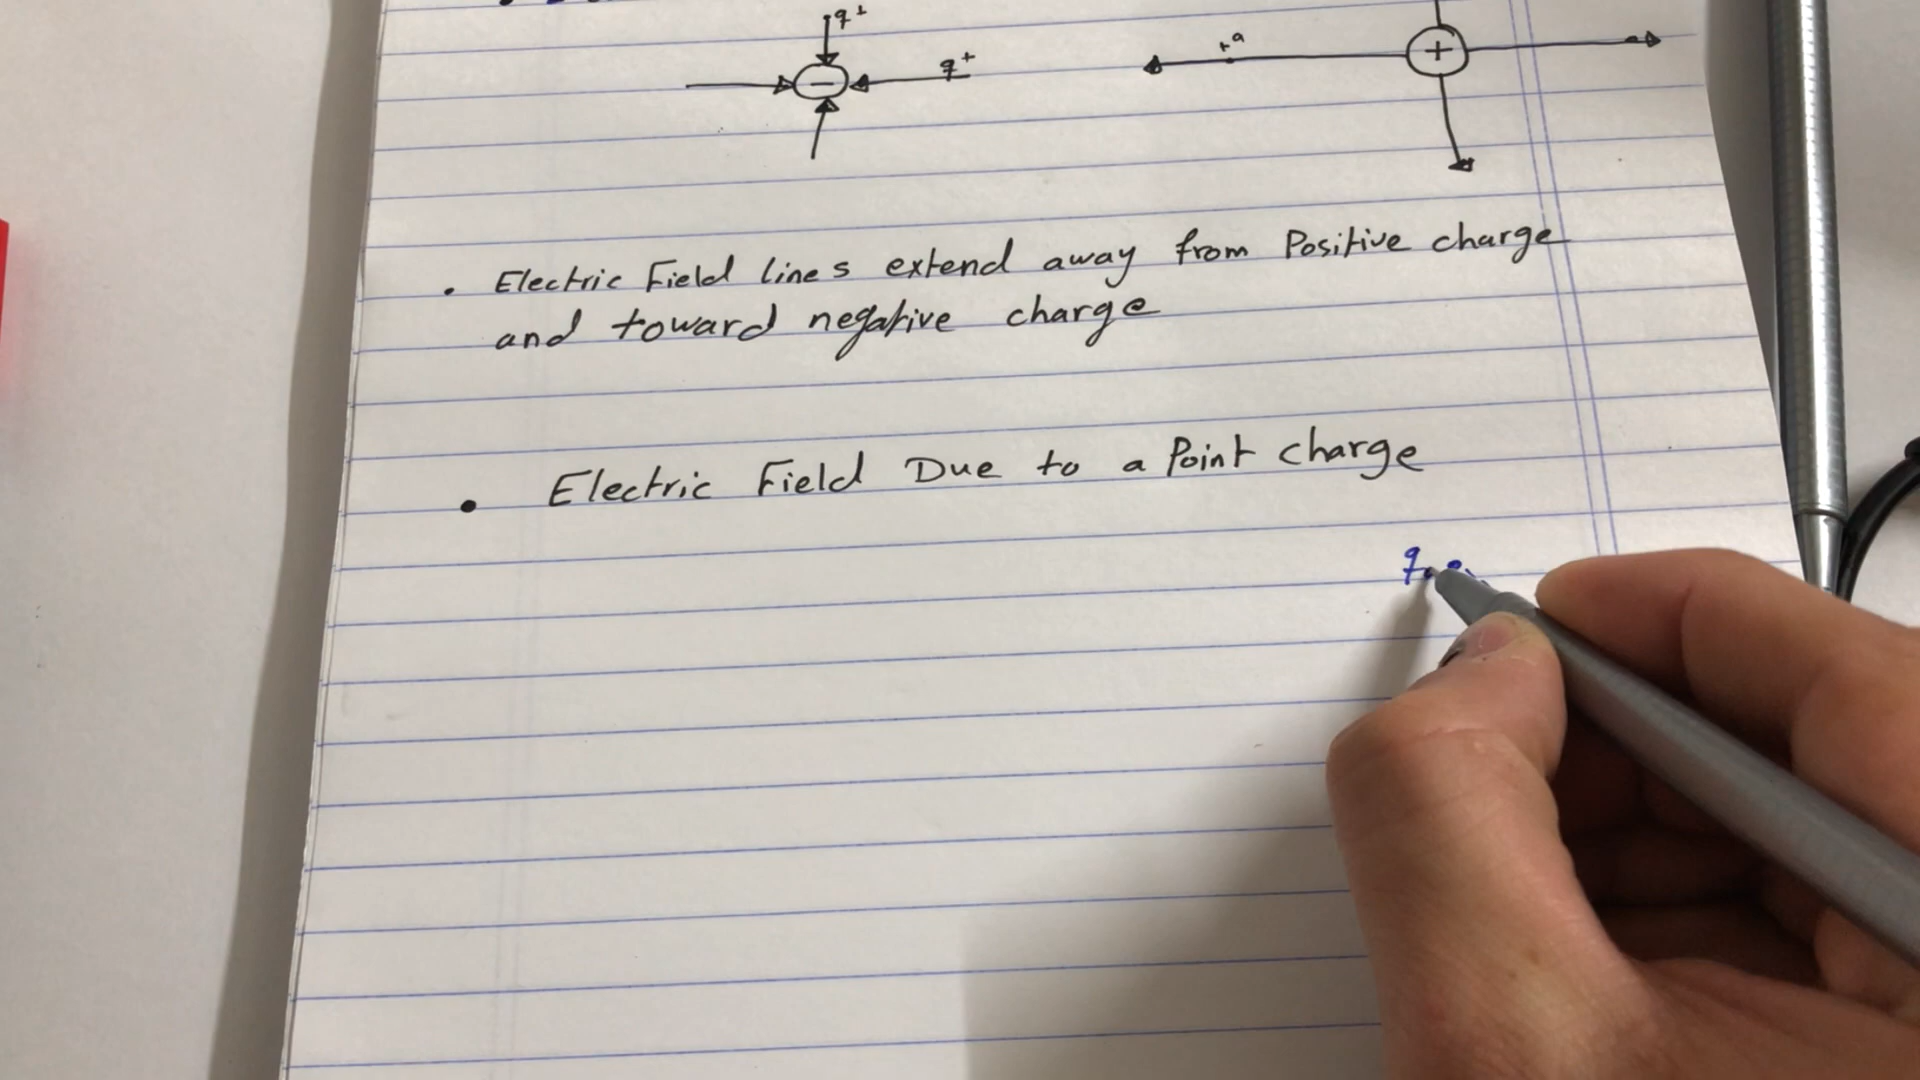 q+
q+
+q
−
+
• Electric Field lines extend away from Positive charge
and toward negative charge
• Electric Field Due to a Point charge
q